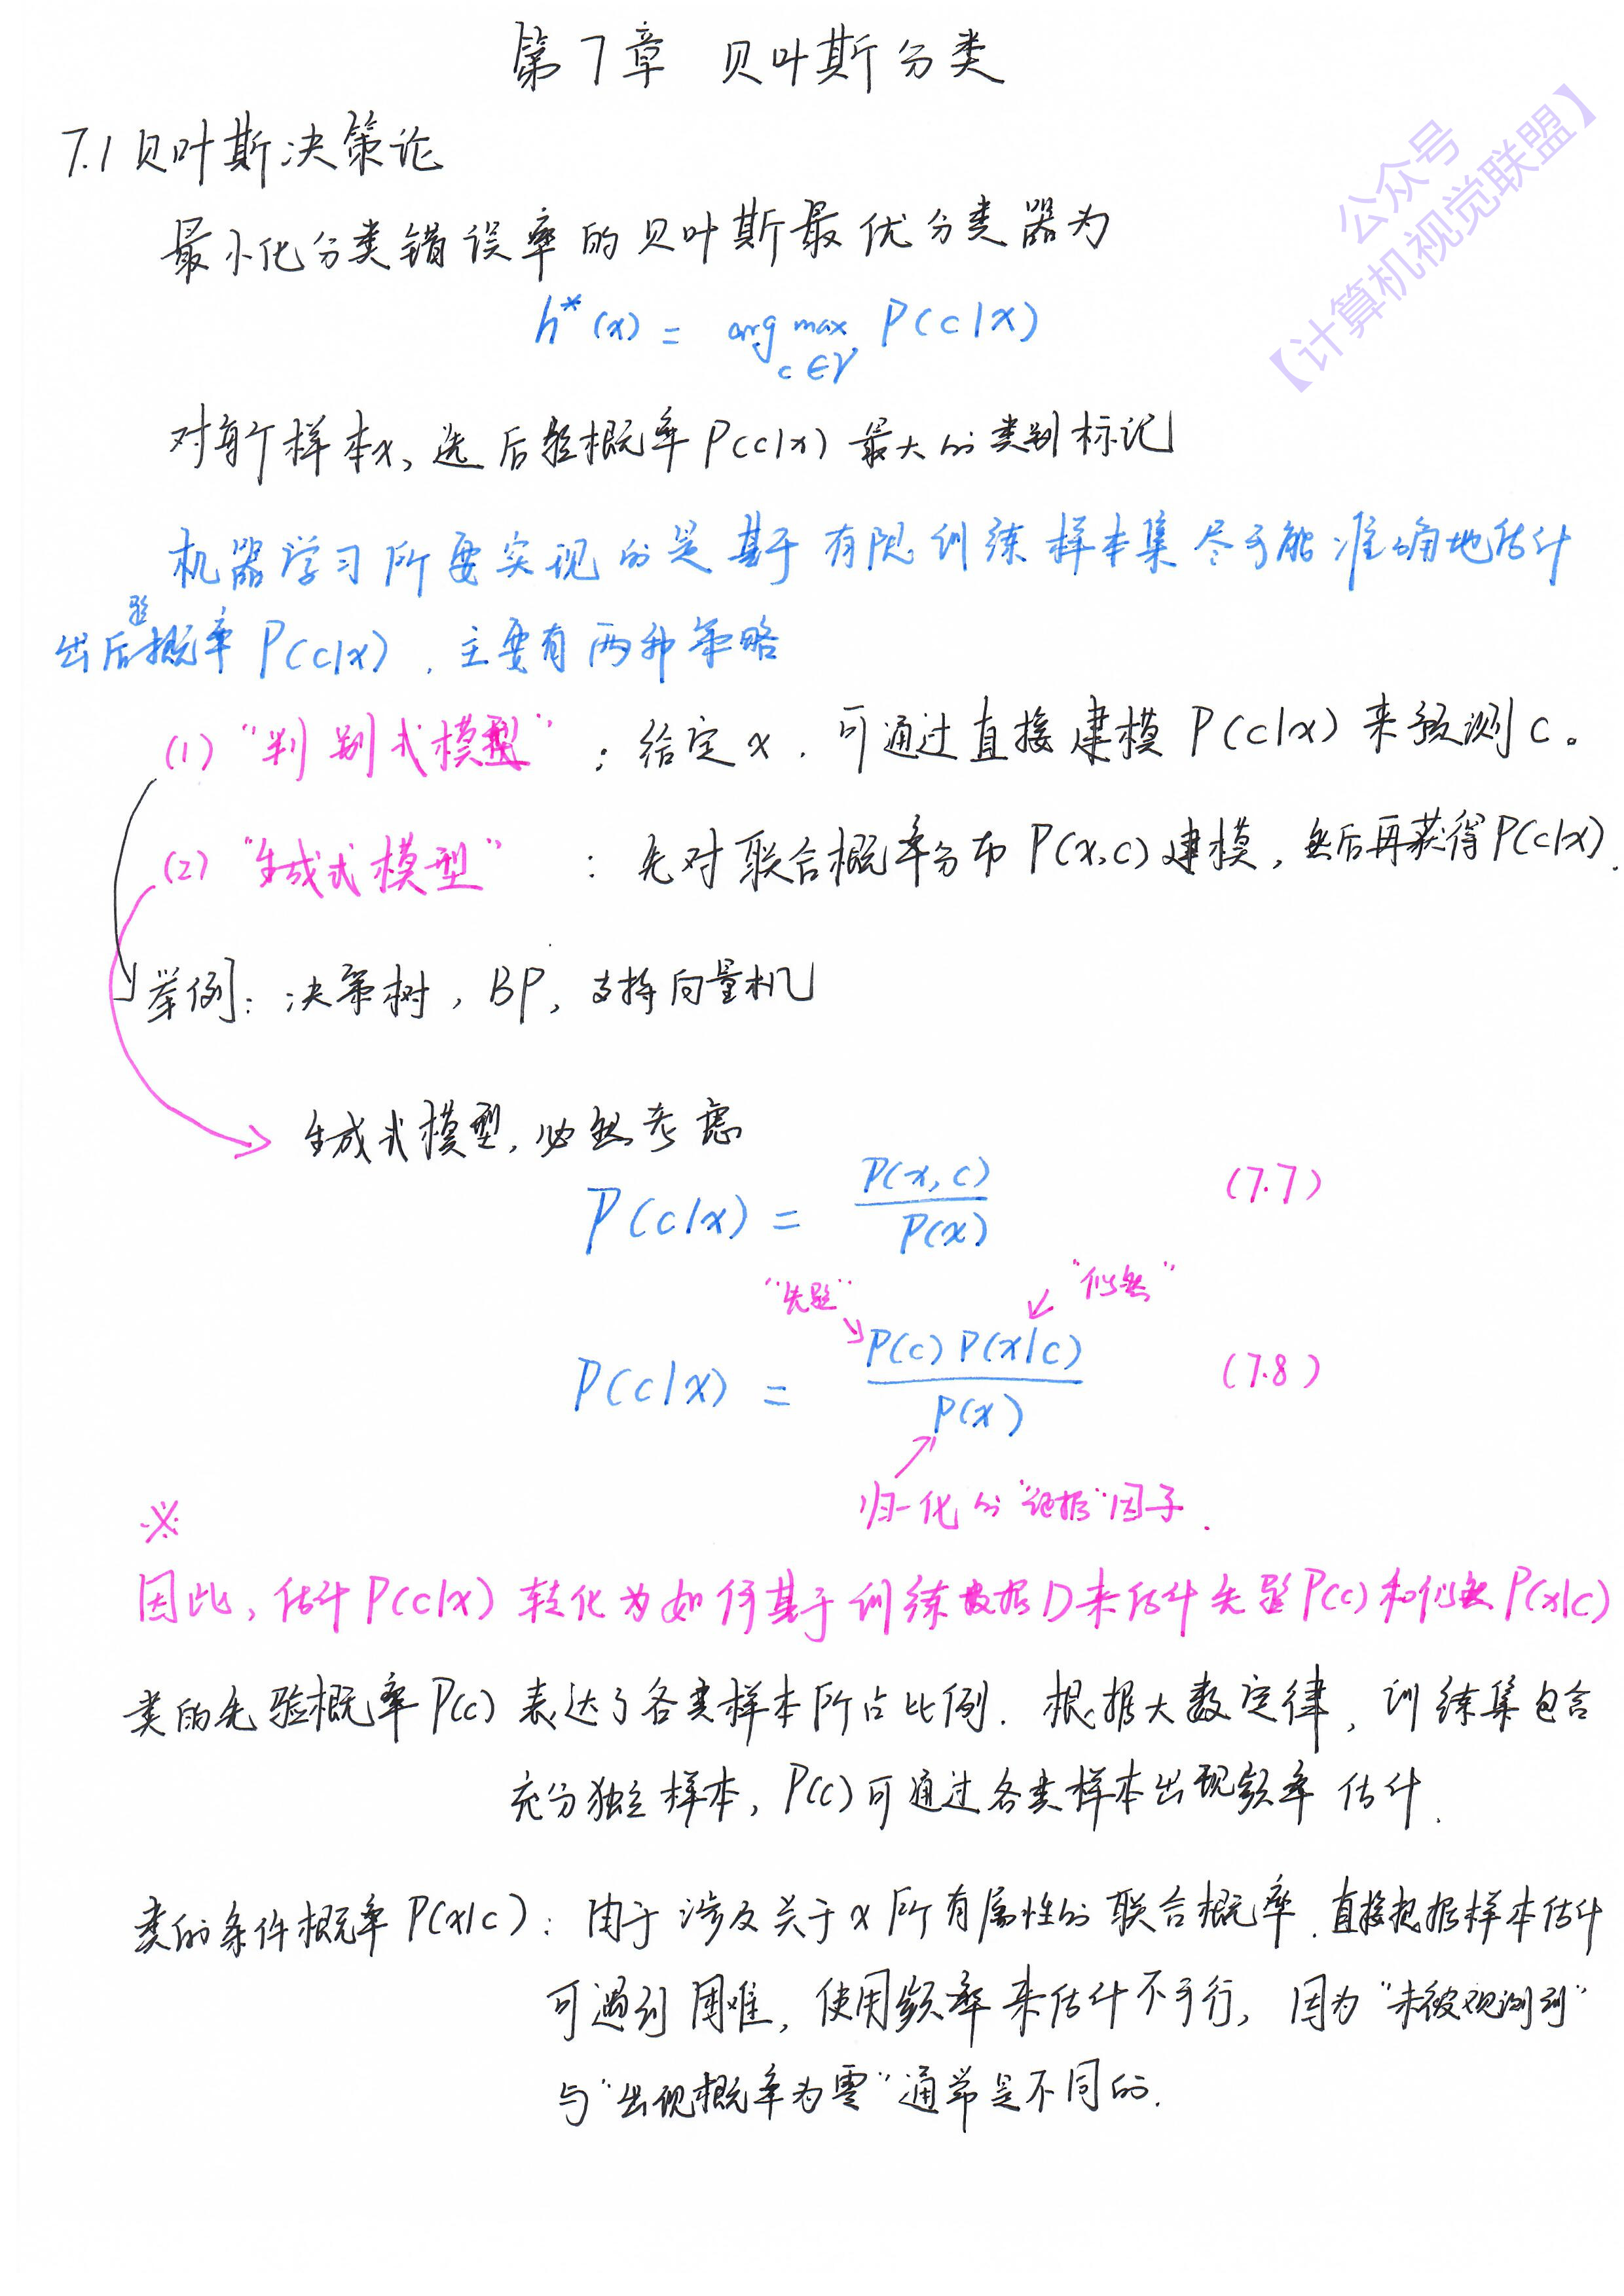 第7章 贝叶斯分类
公众号
【计算机视觉联盟】
7.1 贝叶斯决策论
最小化分类错误率的贝叶斯最优分类器为
h*(x) = arg max P(c|x)
c∈γ
对每个样本x, 选后验概率P(c|x)最大的类别标记
机器学习所要实现的是基于有限训练样本集尽可能准确地估计
出后验概率P(c|x), 主要有两种策略
(1) "判别式模型" : 给定x, 可通过直接建模P(c|x)来预测c。
(2) "生成式模型" : 先对联合概率分布P(x,c)建模, 然后再获得P(c|x).
举例: 决策树, BP, 支持向量机
生成式模型, 必然考虑
P(c|x) = P(x,c) / P(x) (7.7)
"先验" "似然"
P(c|x) = P(c) P(x|c) / P(x) (7.8)
归一化的"证据"因子.
※
因此, 估计P(c|x)转化为如何基于训练数据D来估计先验P(c)和似然P(x|c)
类的先验概率P(c)表达了各类样本所占比例. 根据大数定律, 训练集包含
充分独立样本, P(c)可通过各类样本出现频率估计.
类的条件概率P(x|c): 由于涉及关于x所有属性的联合概率. 直接根据样本估计
可遇到困难, 使用频率来估计不可行, 因为"未被观测到"
与"出现概率为零"通常是不同的.